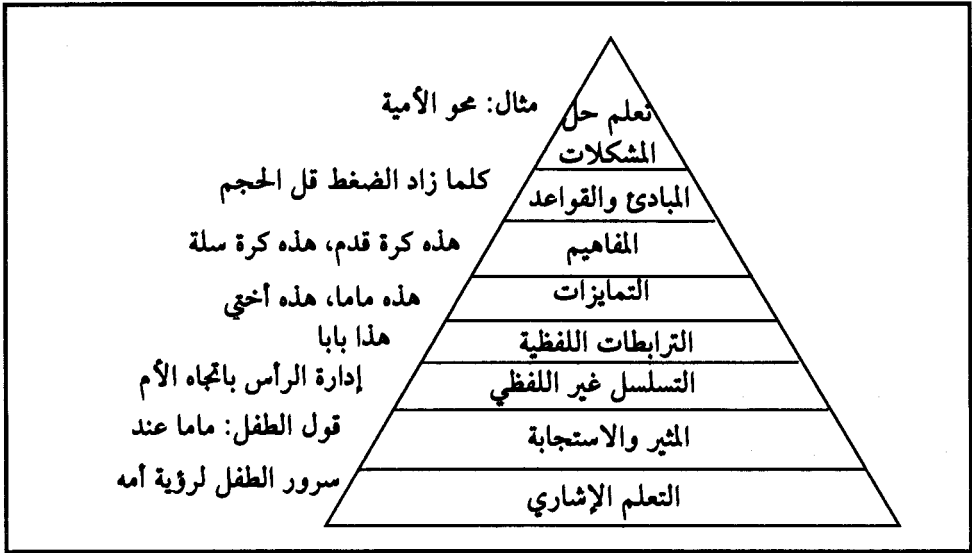 مثال: محو الأمية
تعلم حل
المشكلات
كلما زاد الضغط قل الحجم
المبادئ والقواعد
هذه كرة قدم، هذه كرة سلة
المفاهيم
هذه ماما، هذه أختي
التمايزات
هذا بابا
الترابطات اللفظية
إدارة الرأس باتجاه الأم
التسلسل غير اللفظي
قول الطفل: ماما عند
المثير والاستجابة
سرور الطفل لرؤية أمه
التعلم الإشاري